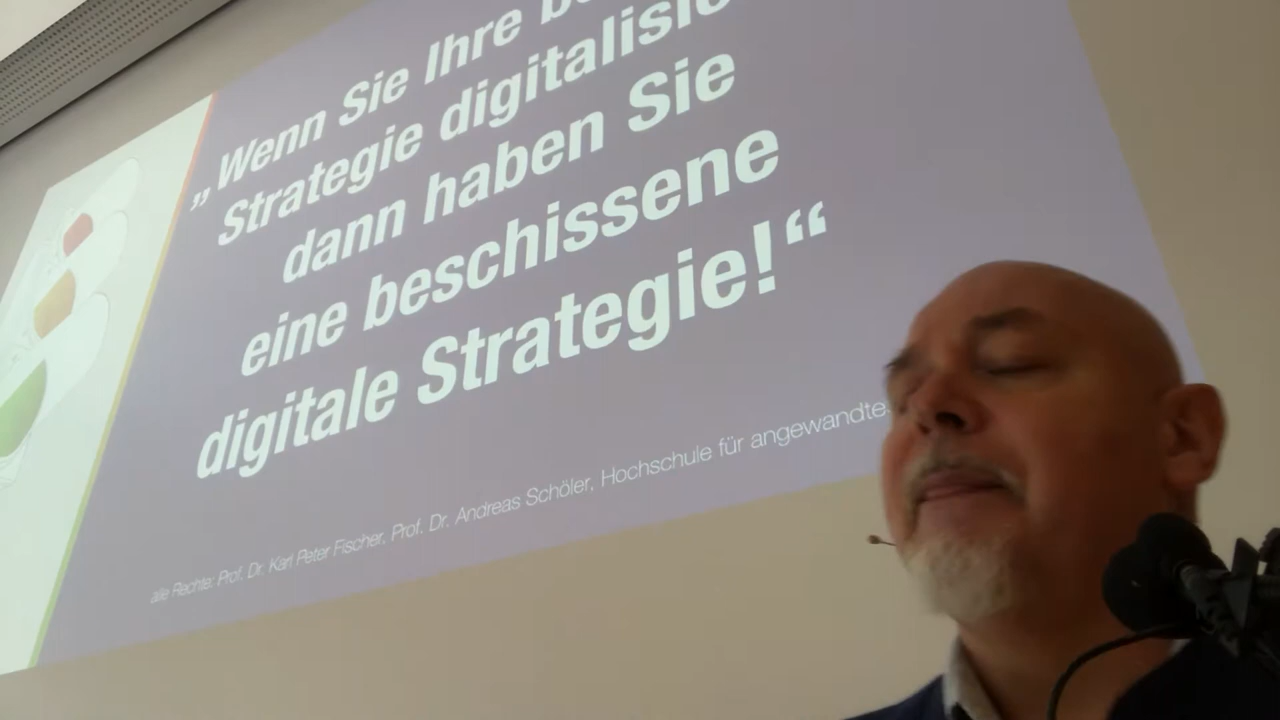 „Wenn Sie Ihre
Strategie
dann haben Sie
eine beschissene
digitale Strategie!“
alle Rechte: Prof. Dr. Karl Peter Fischer, Prof. Dr. Andreas Schöler, Hochschule für